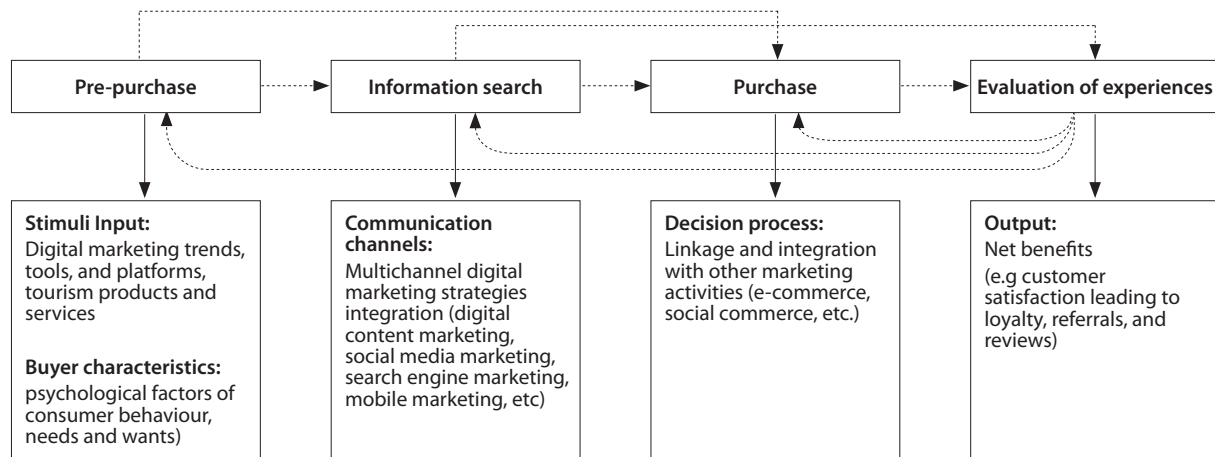 Pre-purchase
Information search
Purchase
Evaluation of experiences
Stimuli Input:
Digital marketing trends,
tools, and platforms,
tourism products and
services
Buyer characteristics:
psychological factors of
consumer behaviour,
needs and wants)
Communication
channels:
Multichannel digital
marketing strategies
integration (digital
content marketing,
social media marketing,
search engine marketing,
mobile marketing, etc)
Decision process:
Linkage and integration
with other marketing
activities (e-commerce,
social commerce, etc.)
Output:
Net benefits
(e.g customer
satisfaction leading to
loyalty, referrals, and
reviews)